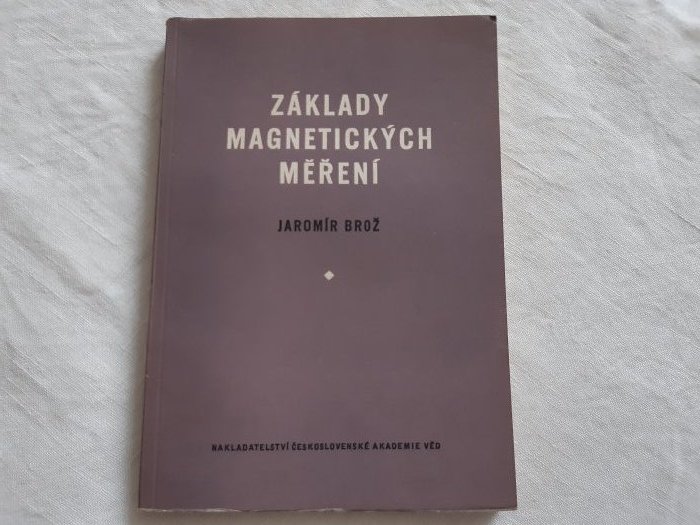 ZÁKLADY
MAGNETICKÝCH
MĚŘENÍ
JAROMÍR BROŽ
NAKLADATELSTVÍ ČESKOSLOVENSKÉ AKADEMIE VĚD